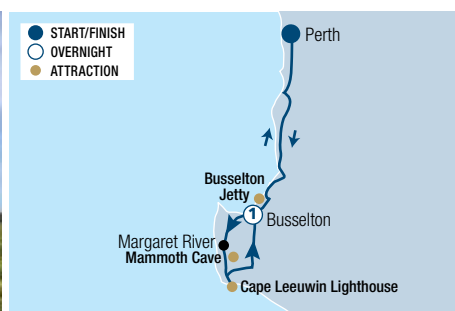 START/FINISH
OVERNIGHT
ATTRACTION
Perth
Busselton
Jetty
1
Busselton
Margaret River
Mammoth Cave
Cape Leeuwin Lighthouse